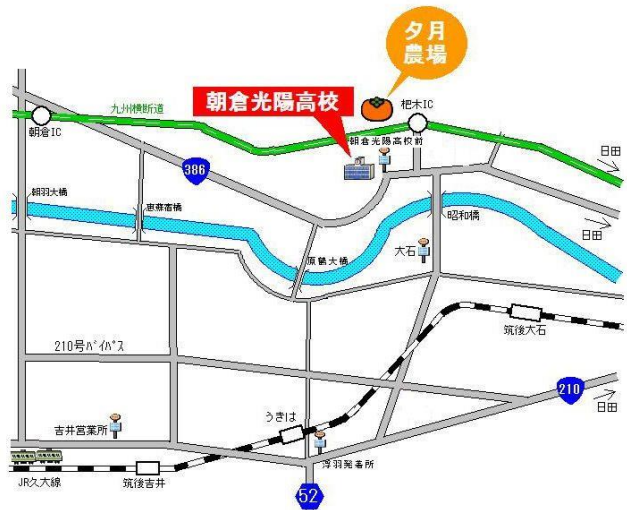 夕月
農場
朝倉光陽高校
九州横断道
杷木IC
朝倉IC
朝倉光陽高校前
日田
386
朝羽大橋
恵蘇宿橋
昭和橋
日田
原鶴大橋
大石
筑後大石
210号バイパス
210
日田
うきは
吉井営業所
浮羽発着所
JR久大線
筑後吉井
52